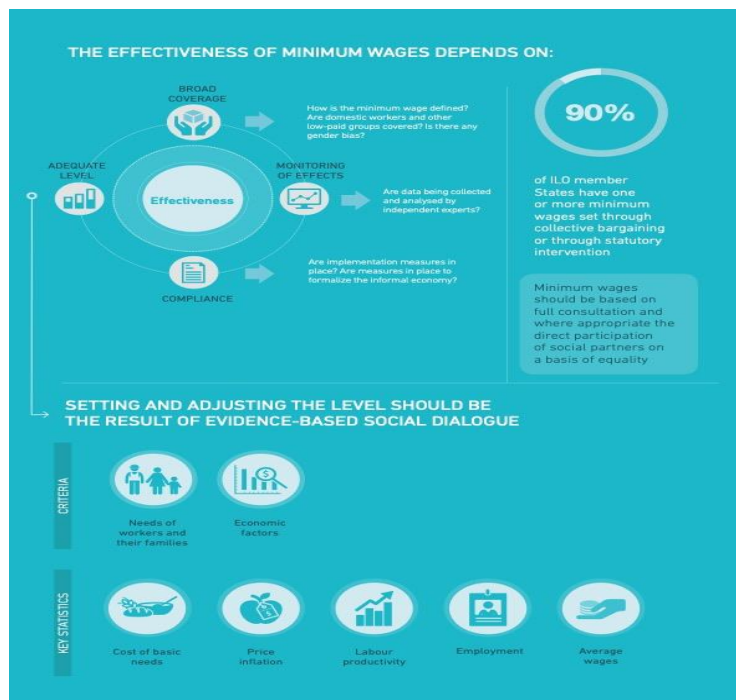 THE EFFECTIVENESS OF MINIMUM WAGES DEPENDS ON:
BROAD
COVERAGE
How is the minimum wage defined?
Are domestic workers and other
low-paid groups covered? Is there any
gender bias?
ADEQUATE
LEVEL
Effectiveness
MONITORING
OF EFFECTS
Are data being collected
and analysed by
independent experts?
Are implementation measures in
place? Are measures in place to
formalize the informal economy?
COMPLIANCE
90%
of ILO member
States have one
or more minimum
wages set through
collective bargaining
or through statutory
intervention
Minimum wages
should be based on
full consultation and
where appropriate the
direct participation
of social partners on
a basis of equality
SETTING AND ADJUSTING THE LEVEL SHOULD BE
THE RESULT OF EVIDENCE-BASED SOCIAL DIALOGUE
CRITERIA
Needs of
workers and
their families
Economic
factors
KEY STATISTICS
Cost of basic
needs
Price
inflation
Labour
productivity
Employment
Average
wages